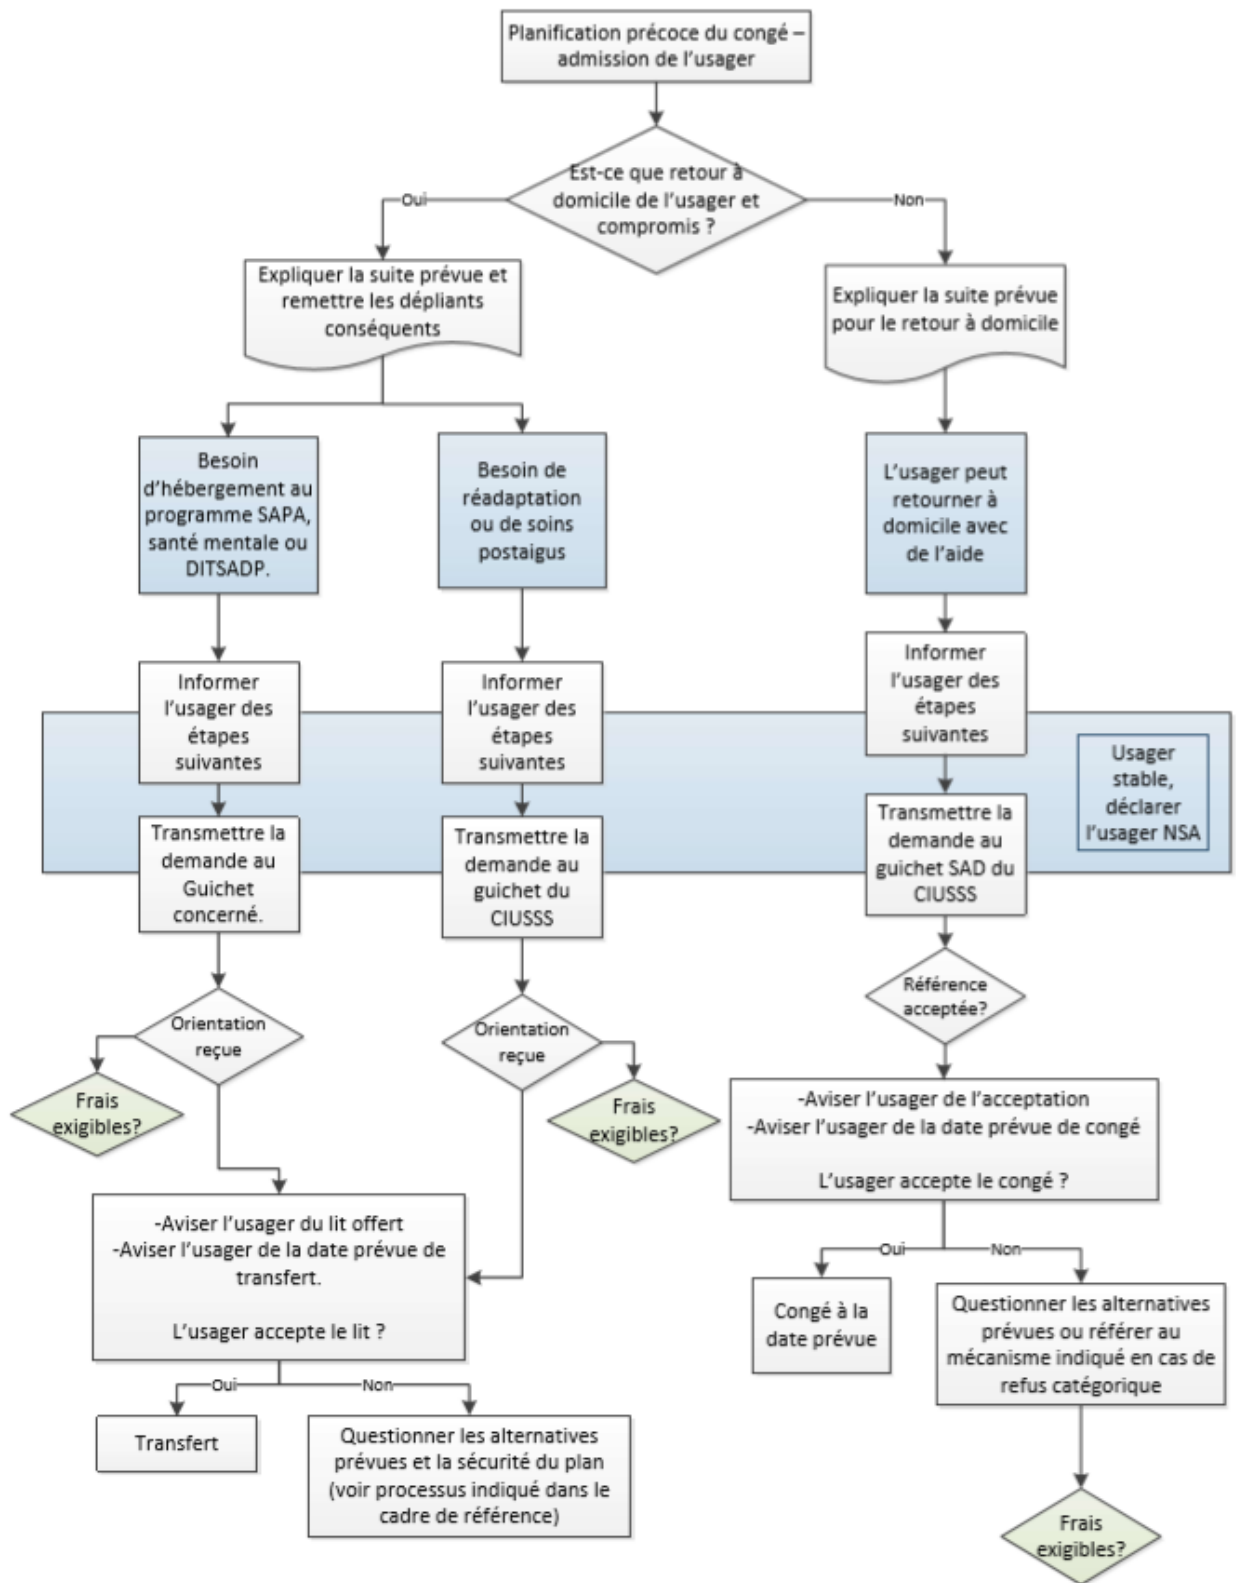 Planification précoce du congé –
admission de l'usager
Est-ce que retour à
domicile de l'usager et
compromis ?
Oui
Non
Expliquer la suite prévue et
remettre les dépliants
conséquents
Expliquer la suite prévue
pour le retour à domicile
Besoin
d'hébergement au
programme SAPA,
santé mentale ou
DITSADP.
Besoin de
réadaptation
ou de soins
postaigus
L'usager peut
retourner à
domicile avec
de l'aide
Informer
l'usager des
étapes
suivantes
Informer
l'usager des
étapes
suivantes
Informer
l'usager des
étapes
suivantes
Usager
stable,
déclarer
l'usager NSA
Transmettre la
demande au
Guichet
concerné.
Transmettre la
demande au
guichet du
CIUSSS
Transmettre la
demande au
guichet SAD du
CIUSSS
Orientation
reçue
Orientation
reçue
Référence
acceptée?
Frais
exigibles?
Frais
exigibles?
-Aviser l'usager de l'acceptation
-Aviser l'usager de la date prévue de congé
L'usager accepte le congé ?
-Aviser l'usager du lit offert
-Aviser l'usager de la date prévue de
transfert.
L'usager accepte le lit ?
Oui
Non
Congé à la
date prévue
Questionner les alternatives
prévues ou référer au
mécanisme indiqué en cas de
refus catégorique
Oui
Non
Transfert
Questionner les alternatives
prévues et la sécurité du plan
(voir processus indiqué dans le
cadre de référence)
Frais
exigibles?